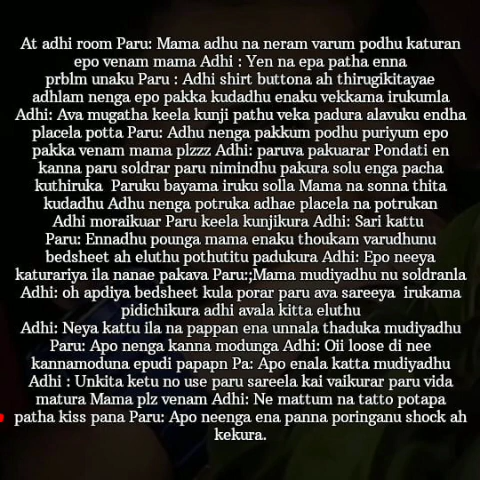 At adhi room Paru: Mama adhu na neram varum podhu katuran
epo venam mama Adhi : Yen na epa patha enna
prblm unaku Paru : Adhi shirt buttona ah thirugikitayae
adhlam nenga epo pakka kudadhu enaku vekkama irukumla
Adhi: Ava mugatha keela kunji pathu veka padura alavuku endha
placela potta Paru: Adhu nenga pakkum podhu puriyum epo
pakka venam mama plzzz Adhi: paruva pakuarar Pondati en
kanna paru soldrar paru nimindhu pakura solu enga pacha
kuthiruka Paruku bayama iruku solla Mama na sonna thita
kudadhu Adhu nenga potruka adhae placela na potrukan
Adhi moraikuar Paru keela kunjikura Adhi: Sari kattu
Paru: Ennadhu pounga mama enaku thoukam varudhunu
bedsheet ah eluthu pothutitu padukura Adhi: Epo neeya
katurariya ila nanae pakava Paru:;Mama mudiyadhu nu soldranla
Adhi: oh apdiya bedsheet kula porar paru ava sareeya irukama
pidichikura adhi avala kitta eluthu
Adhi: Neya kattu ila na pappan ena unnala thaduka mudiyadhu
Paru: Apo nenga kanna modunga Adhi: Oii loose di nee
kannamoduna epudi papapn Pa: Apo enala katta mudiyadhu
Adhi : Unkita ketu no use paru sareela kai vaikurar paru vida
matura Mama plz venam Adhi: Ne mattum na tatto potapa
patha kiss pana Paru: Apo neenga ena panna poringanu shock ah
kekura.